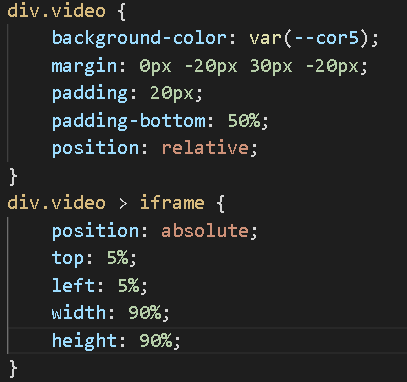 div.video {
    background-color: var(--cor5);
    margin: 0px -20px 30px -20px;
    padding: 20px;
    padding-bottom: 50%;
    position: relative;
}
div.video > iframe {
    position: absolute;
    top: 5%;
    left: 5%;
    width: 90%;
    height: 90%;
}